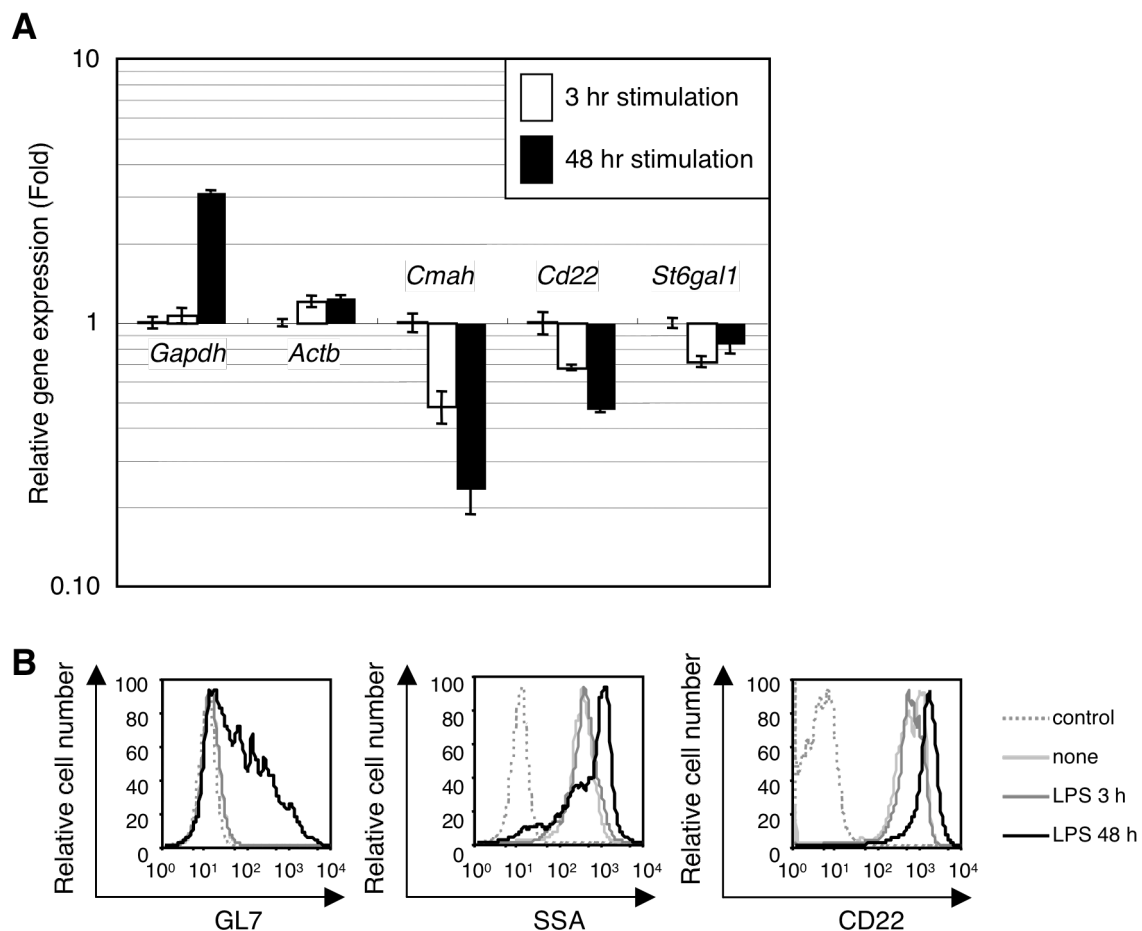 A
Relative gene expression (Fold)
10
1
0.10
3 hr stimulation
48 hr stimulation
Cmah
Cd22
St6gal1
Gapdh
Actb
B
Relative cell number
100
80
60
40
20
0
10⁰ 10¹ 10² 10³ 10⁴
GL7
Relative cell number
100
80
60
40
20
0
10⁰ 10¹ 10² 10³ 10⁴
SSA
Relative cell number
100
80
60
40
20
0
10⁰ 10¹ 10² 10³ 10⁴
CD22
control
none
LPS 3 h
LPS 48 h